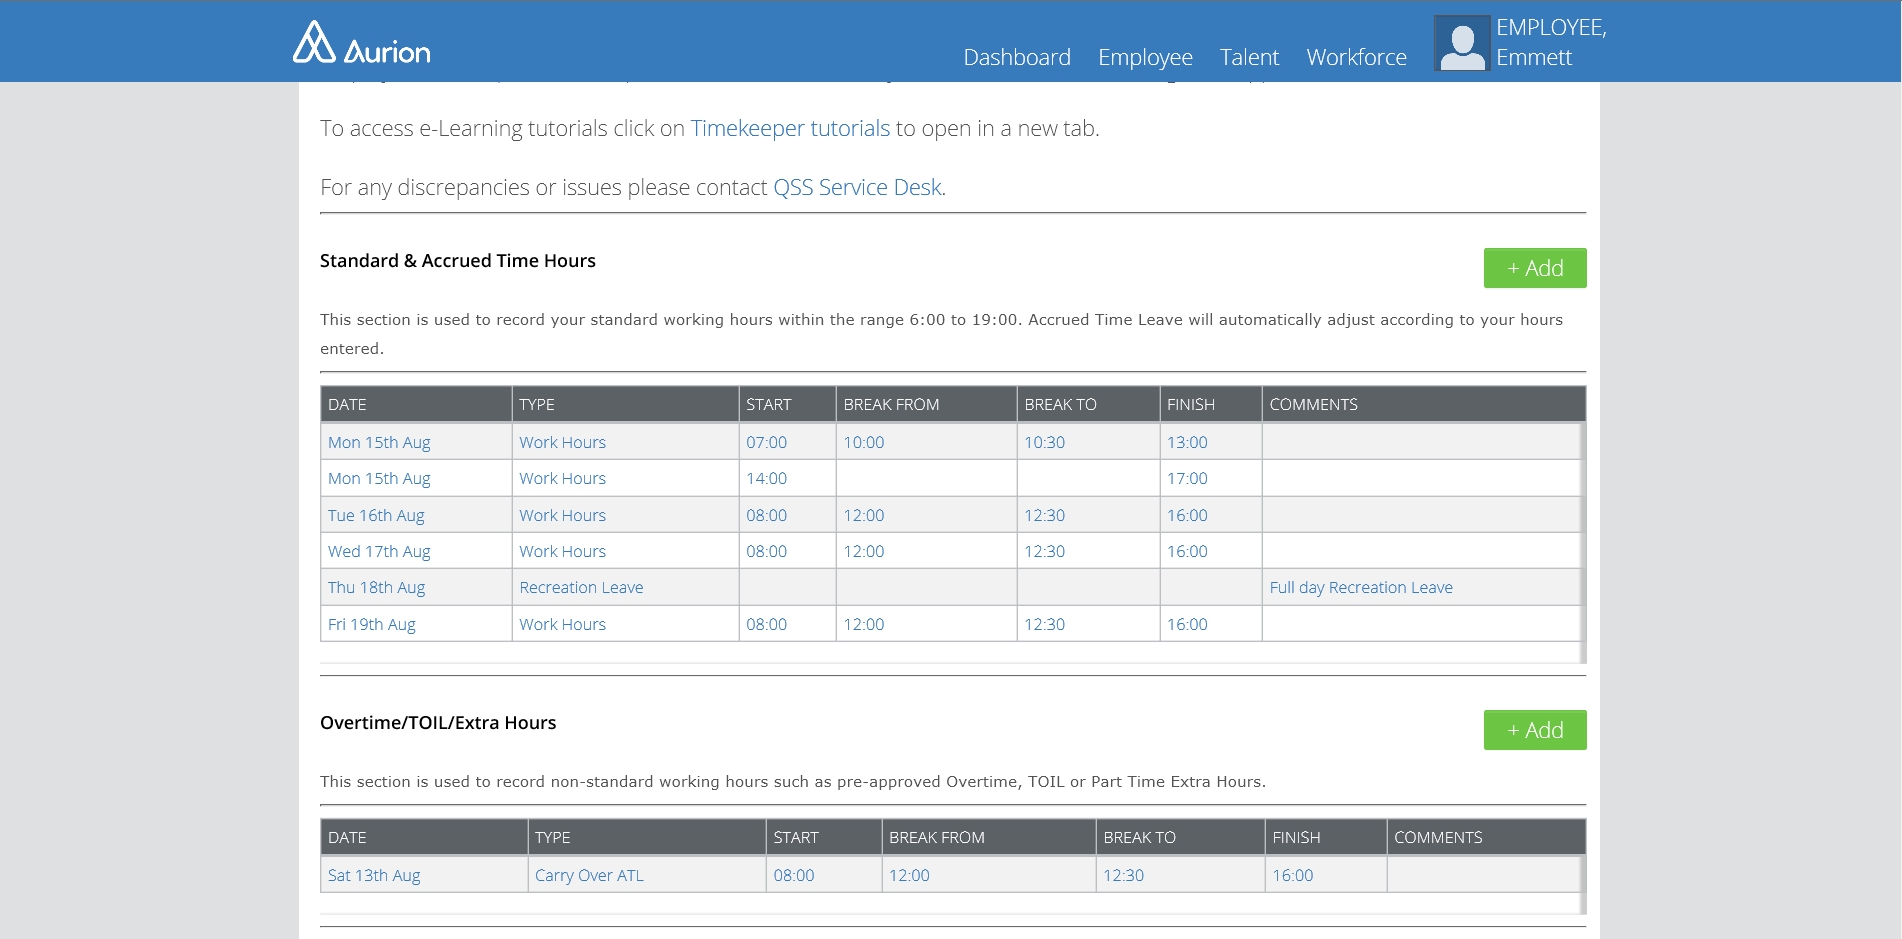 Aurion
Dashboard Employee Talent Workforce
EMPLOYEE,
Emmett
To access e-Learning tutorials click on Timekeeper tutorials to open in a new tab.
For any discrepancies or issues please contact QSS Service Desk.
Standard & Accrued Time Hours
+ Add
This section is used to record your standard working hours within the range 6:00 to 19:00. Accrued Time Leave will automatically adjust according to your hours
entered.
DATE TYPE START BREAK FROM BREAK TO FINISH COMMENTS
Mon 15th Aug Work Hours 07:00 10:00 10:30 13:00
Mon 15th Aug Work Hours 14:00 17:00
Tue 16th Aug Work Hours 08:00 12:00 12:30 16:00
Wed 17th Aug Work Hours 08:00 12:00 12:30 16:00
Thu 18th Aug Recreation Leave Full day Recreation Leave
Fri 19th Aug Work Hours 08:00 12:00 12:30 16:00
Overtime/TOIL/Extra Hours
+ Add
This section is used to record non-standard working hours such as pre-approved Overtime, TOIL or Part Time Extra Hours.
DATE TYPE START BREAK FROM BREAK TO FINISH COMMENTS
Sat 13th Aug Carry Over ATL 08:00 12:00 12:30 16:00